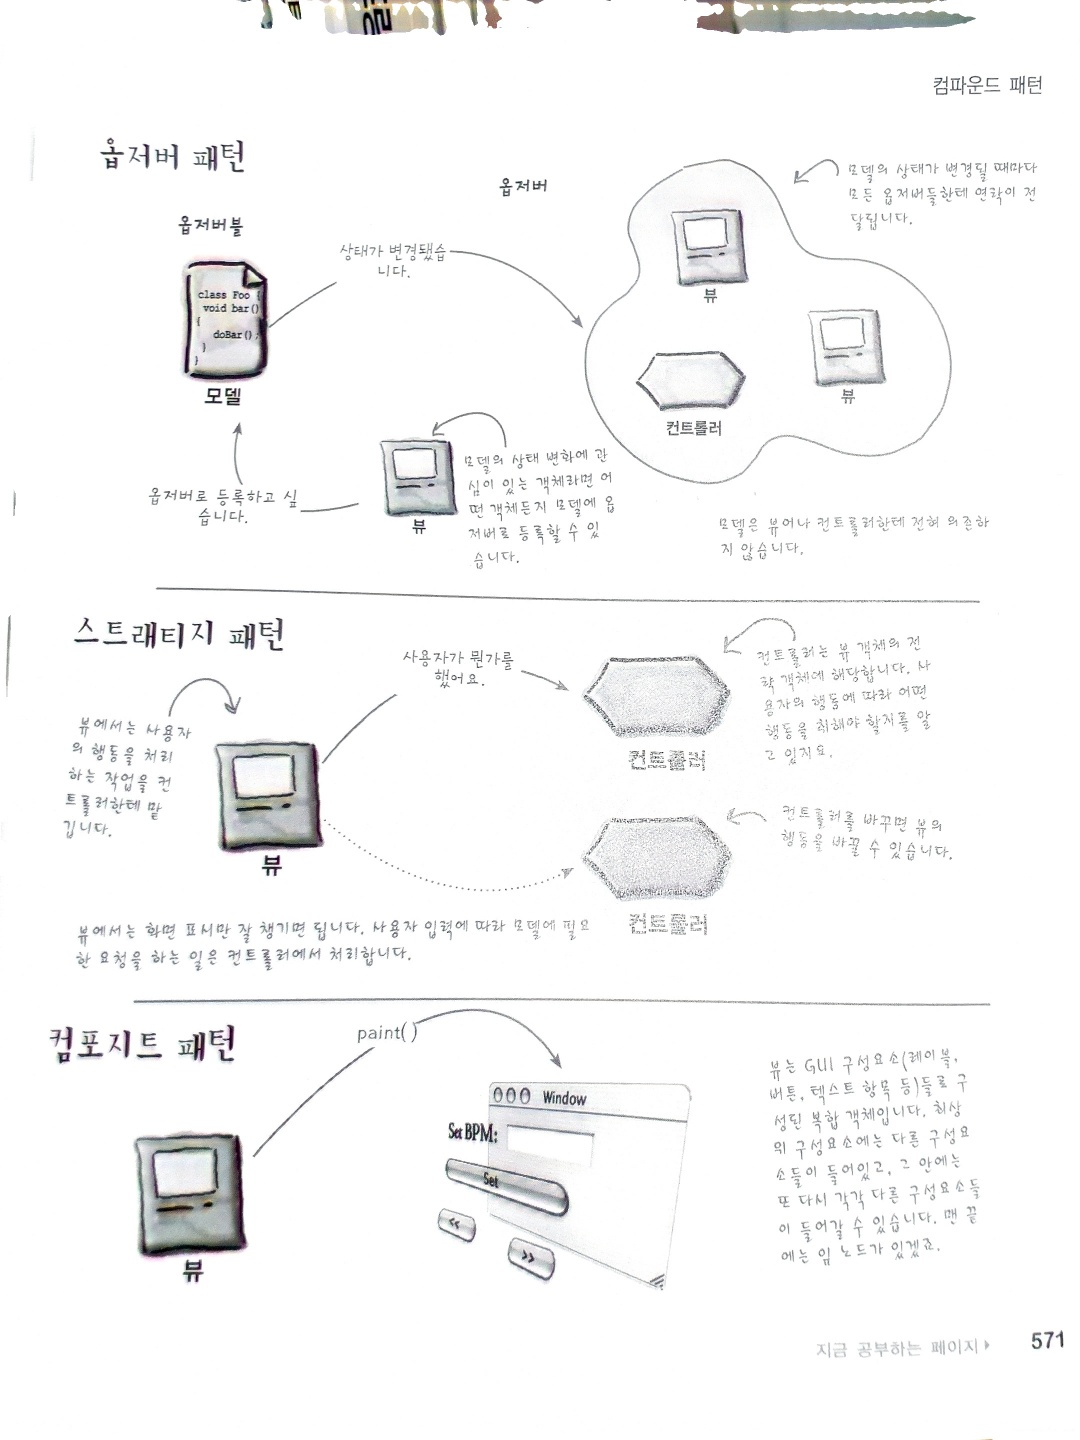 컴파운드 패턴
옵저버 패턴
옵저버
옵저버블
모델의 상태가 변경될 때마다
모든 옵저버들한테 연락이 전
달됩니다.
상태가 변경됐습
니다.
class Foo {
void bar()
{
doBar();
}
}
모델
뷰
뷰
컨트롤러
옵저버로 등록하고 싶
습니다.
뷰
모델의 상태 변화에 관
심이 있는 객체라면 어
떤 객체든지 모델에 옵
저버로 등록할 수 있
습니다.
모델은 뷰어나 컨트롤러한테 전혀 의존하
지 않습니다.
스트래티지 패턴
사용자가 뭔가를
했어요.
컨트롤러는 뷰 객체의 전
략 객체에 해당합니다. 사
용자의 행동에 따라 어떤
행동을 취해야 할지를 알
고 있지요.
뷰에서는 사용자
의 행동을 처리
하는 작업을 컨
트롤러한테 맡
깁니다.
뷰
컨트롤러
컨트롤러를 바꾸면 뷰의
행동을 바꿀 수 있습니다.
컨트롤러
뷰에서는 화면 표시만 잘 챙기면 됩니다. 사용자 입력에 따라 모델에 필요
한 요청을 하는 일은 컨트롤러에서 처리합니다.
컴포지트 패턴
paint()
뷰
Window
Set BPM:
Set
<<
>>
뷰는 GUI 구성요소(레이블,
버튼, 텍스트 항목 등)들로 구
성된 복합 객체입니다. 최상
위 구성요소에는 다른 구성요
소들이 들어있고, 그 안에는
또 다시 각각 다른 구성요소들
이 들어갈 수 있습니다. 맨 끝
에는 잎 노드가 있겠죠.
지금 공부하는 페이지
571